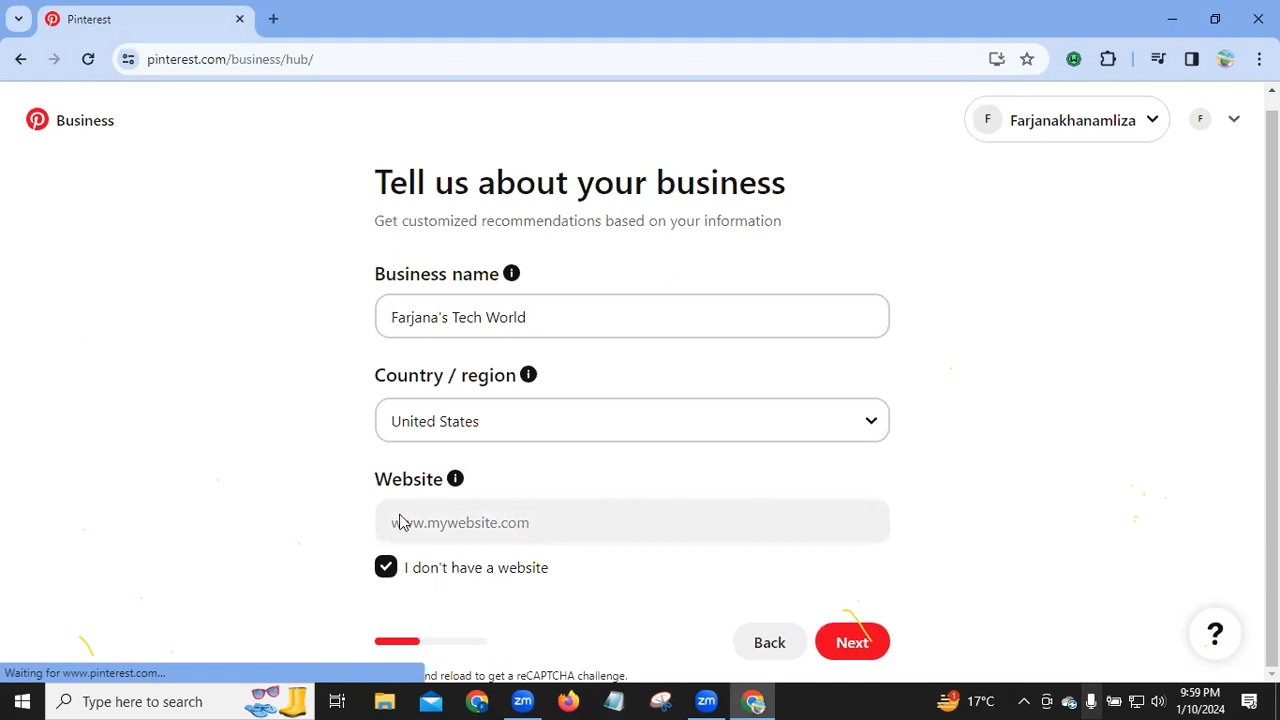 Pinterest
pinterest.com/business/hub/
Business
F Farjanakhanamliza F
Tell us about your business
Get customized recommendations based on your information
Business name
Farjana's Tech World
Country / region
United States
Website
www.mywebsite.com
I don't have a website
Back Next
?
Waiting for www.pinterest.com...
nd reload to get a reCAPTCHA challenge.
Type here to search
zm
zm
1
17°C
9:59 PM
1/10/2024